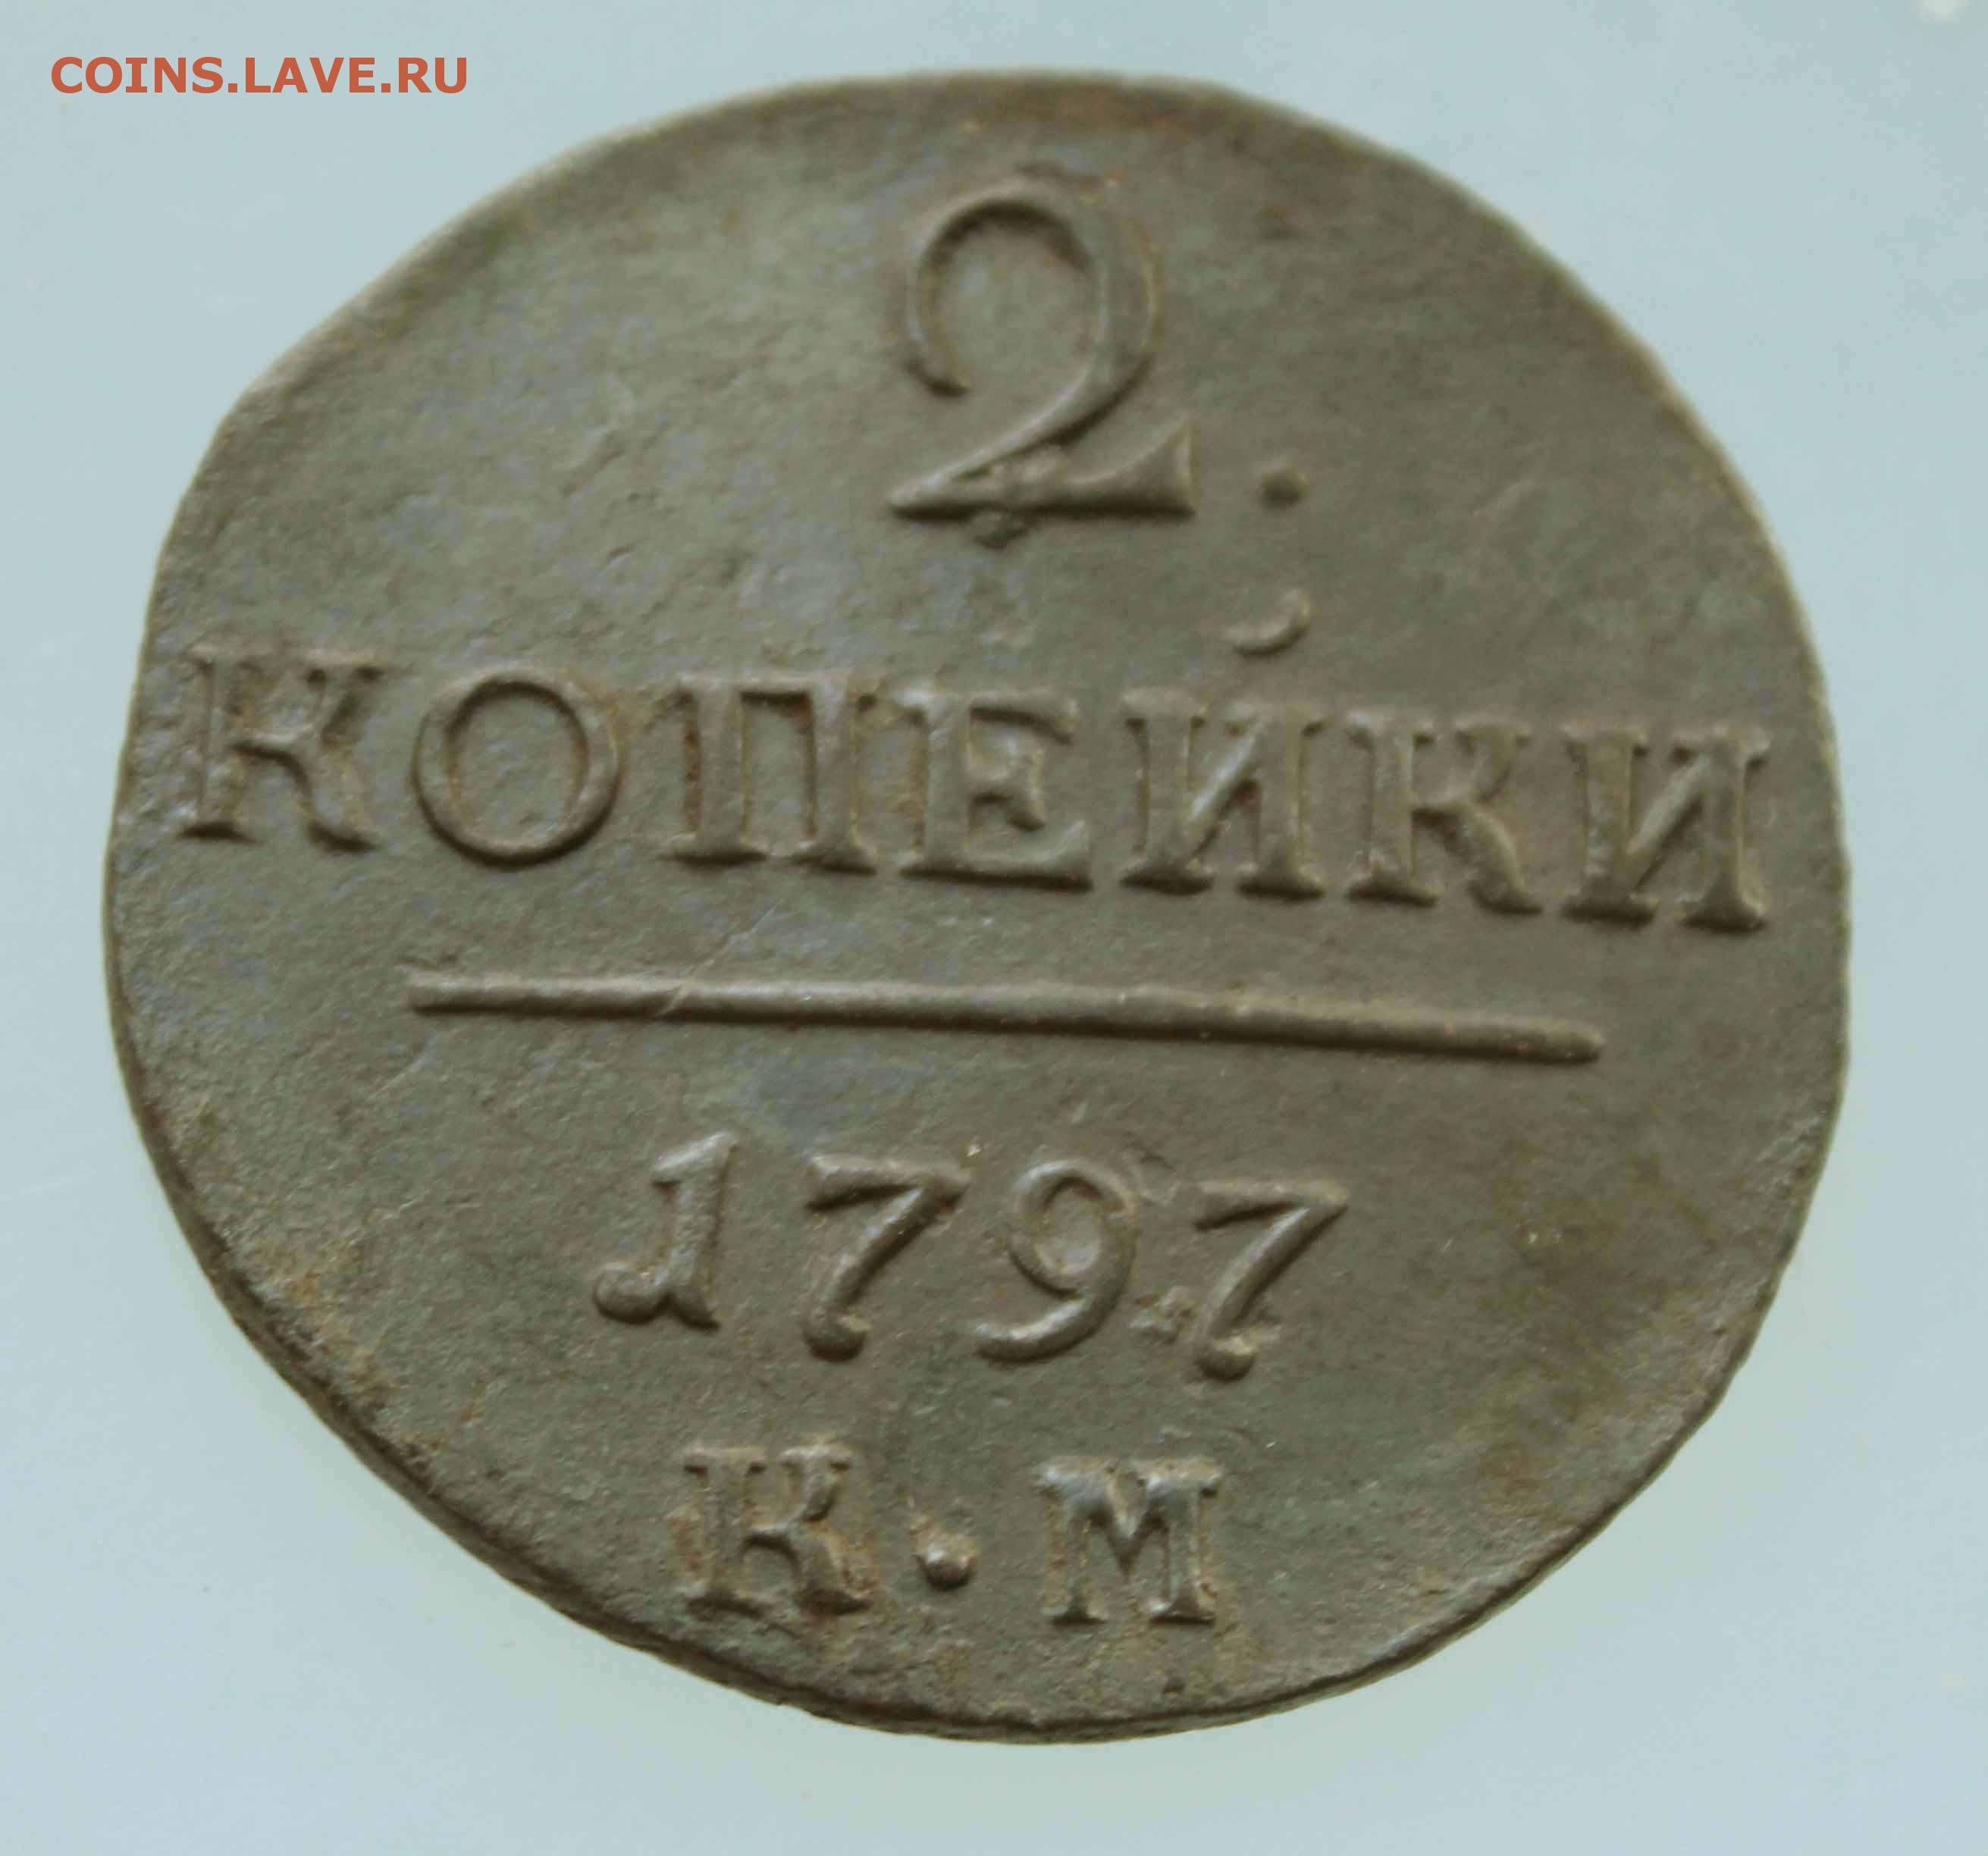 COINS.LAVE.RU
2.
КОПЕЙКИ
1797
К·М